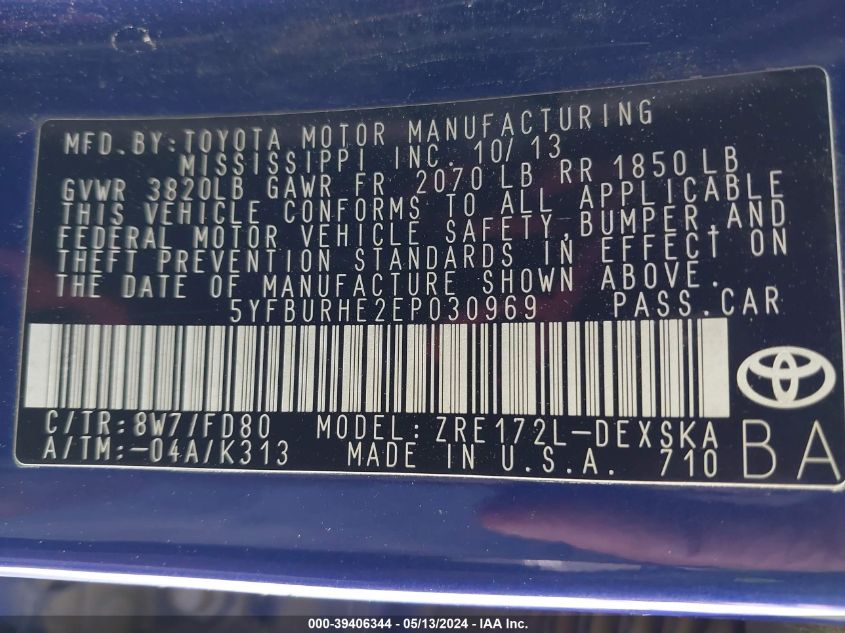 MFD.BY:TOYOTA MOTOR MANUFACTURING
MISSISSIPPI INC. 10/13
GVWR 3820LB GAWR FR 2070 LB RR 1850 LB
THIS VEHICLE CONFORMS TO ALL APPLICABLE
FEDERAL MOTOR VEHICLE SAFETY,BUMPER,AND
THEFT PREVENTION STANDARDS IN EFFECT ON
THE DATE OF MANUFACTURE SHOWN ABOVE.
5YFBURHE2EP030969 PASS.CAR
C/TR:8W7/FD80 MODEL:ZRE172L-DEXSKA
A/TM:-04A/K313 MADE IN U.S.A. 710 BA
000-39406344 - 05/13/2024 - SYNETIQ Inc.